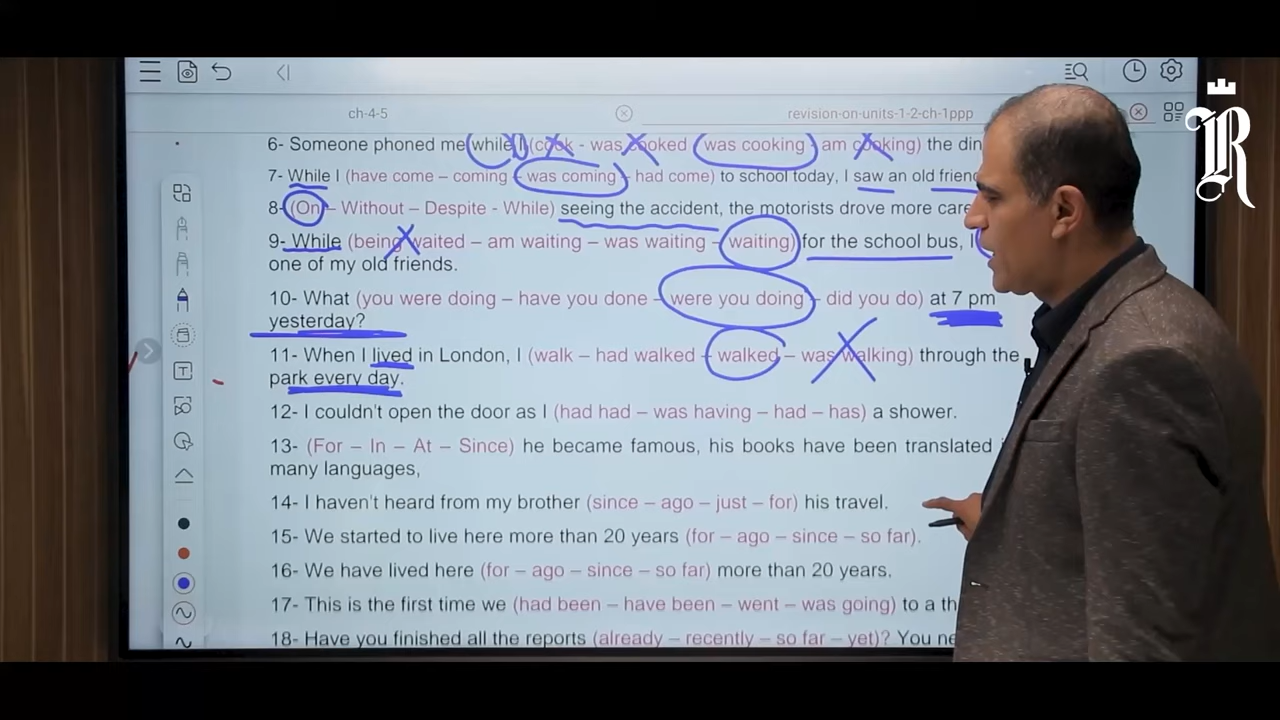 ch-4-5
revision-on-units-1-2-ch-1ppp
6- Someone phoned me while I (cook - was cooked - was cooking - am cooking) the
7- While I (have come – coming – was coming – had come) to school today, I saw an old
8- (On – Without – Despite - While) seeing the accident, the motorists drove more
9- While (being waited – am waiting – was waiting – waiting) for the school bus, I
one of my old friends.
10- What (you were doing – have you done – were you doing – did you do) at 7 pm
yesterday?
11- When I lived in London, I (walk – had walked – walked – was walking) through the
park every day.
12- I couldn't open the door as I (had had – was having – had – has) a shower.
13- (For – In – At – Since) he became famous, his books have been translated
many languages,
14- I haven't heard from my brother (since – ago – just – for) his travel.
15- We started to live here more than 20 years (for – ago – since – so far).
16- We have lived here (for – ago – since – so far) more than 20 years.
17- This is the first time we (had been – have been – went – was going) to a
18- Have you finished all the reports (already – recently – so far – yet)? You
R